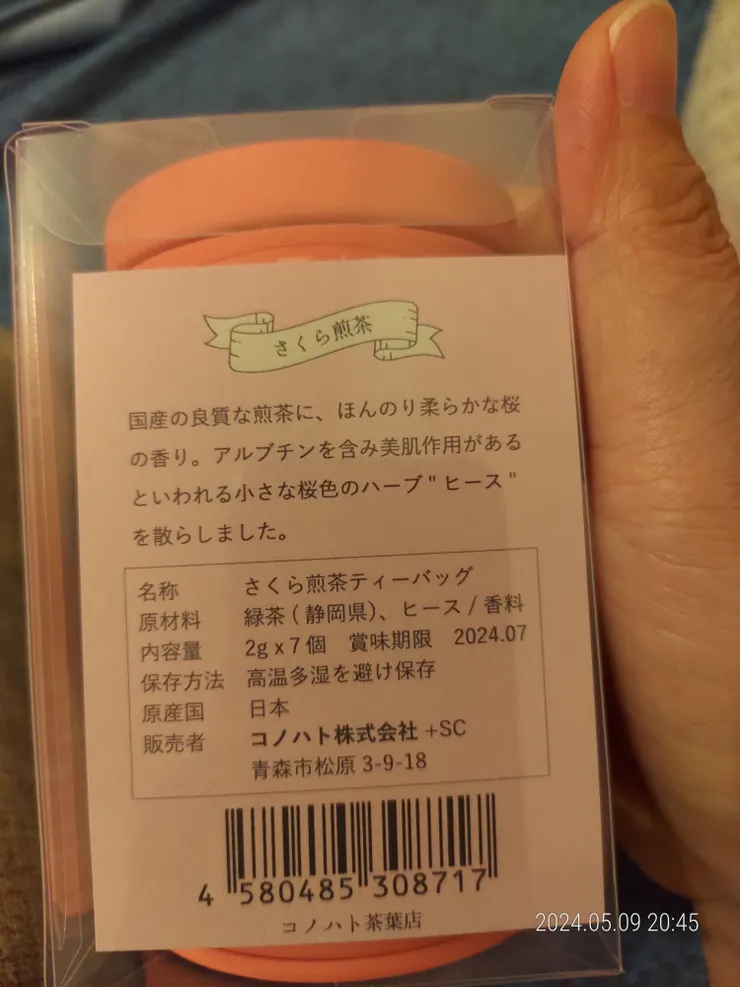 さくら煎茶
国産の良質な煎茶に、ほんのり柔らかな桜
の香り。アルブチンを含み美肌作用がある
といわれる小さな桜色のハーブ"ヒース"
を散らしました。
名称 さくら煎茶ティーバッグ
原材料 緑茶(静岡県)、ヒース/香料
内容量 2g x 7個 賞味期限 2024.07
保存方法 高温多湿を避け保存
原産国 日本
販売者 コノハト株式会社 +SC
青森市松原 3-9-18
4 580485 308717
コノハト茶葉店
2024.05.09 20:45